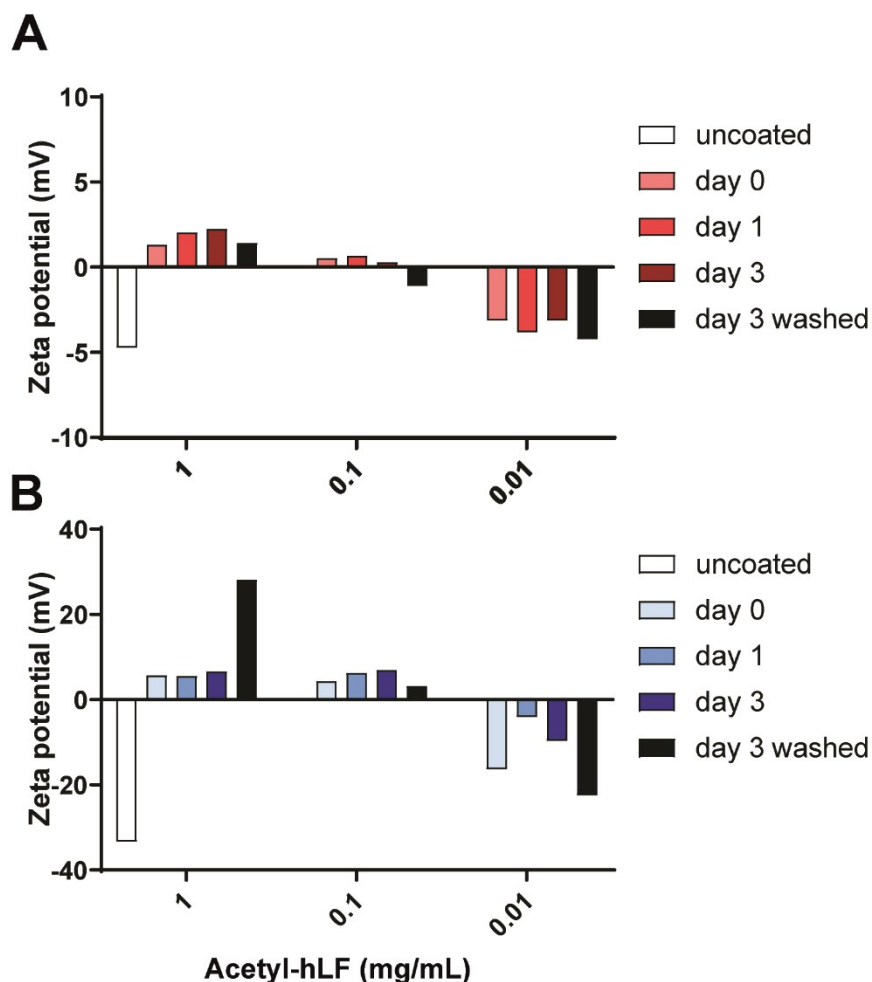 A
Zeta potential (mV)
10
5
0
-5
-10
1
0.1
0.01
uncoated
day 0
day 1
day 3
day 3 washed
B
Zeta potential (mV)
40
20
0
-20
-40
1
0.1
0.01
uncoated
day 0
day 1
day 3
day 3 washed
Acetyl-hLF (mg/mL)